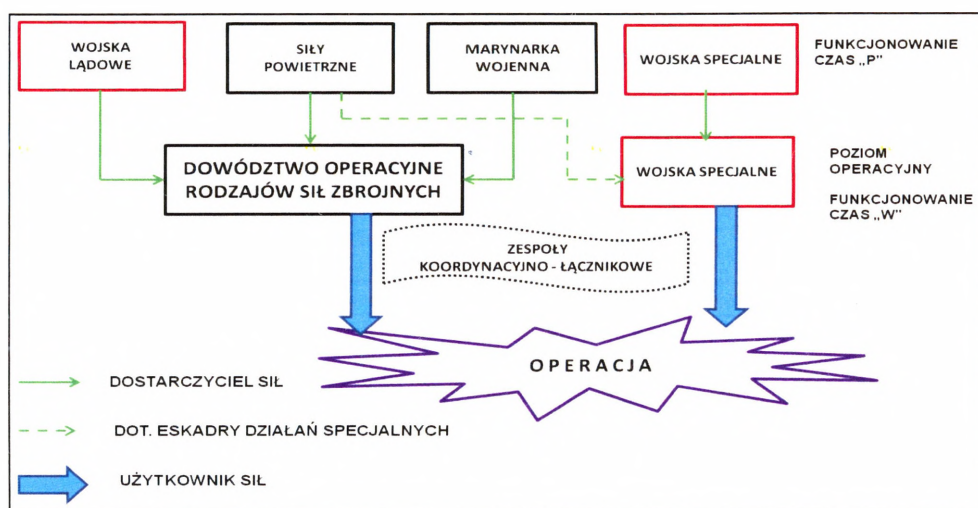 WOJSKA
LĄDOWE
SIŁY
POWIETRZNE
MARYNARKA
WOJENNA
WOJSKA SPECJALNE
FUNKCJONOWANIE
CZAS „P”
DOWÓDZTWO OPERACYJNE
RODZAJÓW SIŁ ZBROJNYCH
WOJSKA SPECJALNE
POZIOM
OPERACYJNY
FUNKCJONOWANIE
CZAS „W”
ZESPOŁY
KOORDYNACYJNO - ŁĄCZNIKOWE
OPERACJA
DOSTARCZYCIEL SIŁ
DOT. ESKADRY DZIAŁAŃ SPECJALNYCH
UŻYTKOWNIK SIŁ